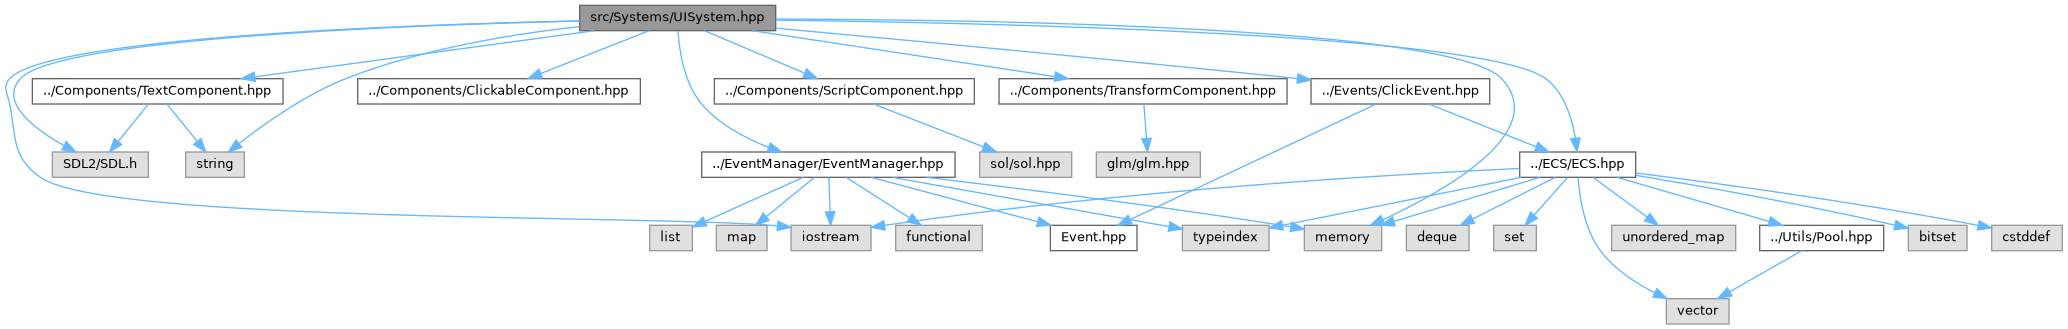 src/Systems/UISystem.hpp
../Components/TextComponent.hpp
../Components/ClickableComponent.hpp
../Components/ScriptComponent.hpp
../Components/TransformComponent.hpp
../Events/ClickEvent.hpp
SDL2/SDL.h
string
../EventManager/EventManager.hpp
sol/sol.hpp
glm/glm.hpp
../ECS/ECS.hpp
list
map
iostream
functional
Event.hpp
typeindex
memory
deque
set
unordered_map
../Utils/Pool.hpp
bitset
cstddef
vector